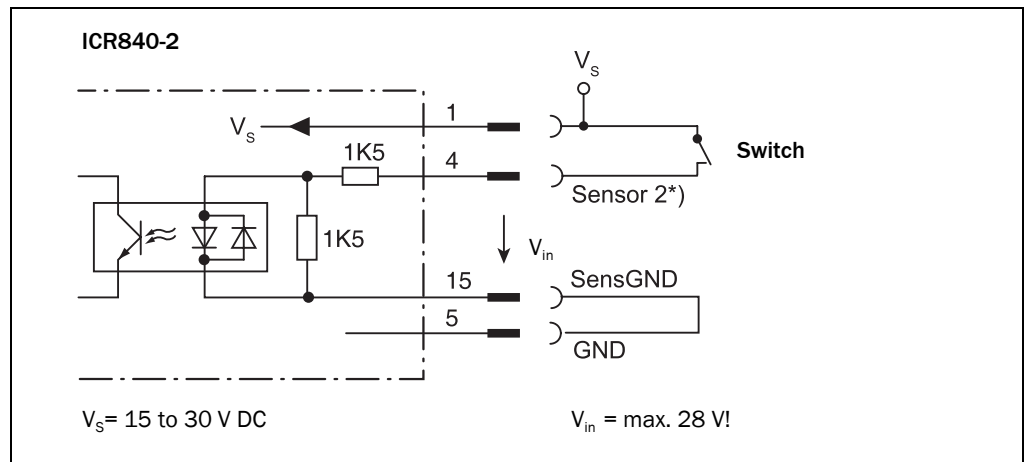 ICR840-2
V_S
V_S
1
1K5
4
Switch
Sensor 2*)
1K5
V_in
15
SensGND
5
GND
V_S= 15 to 30 V DC
V_in = max. 28 V!